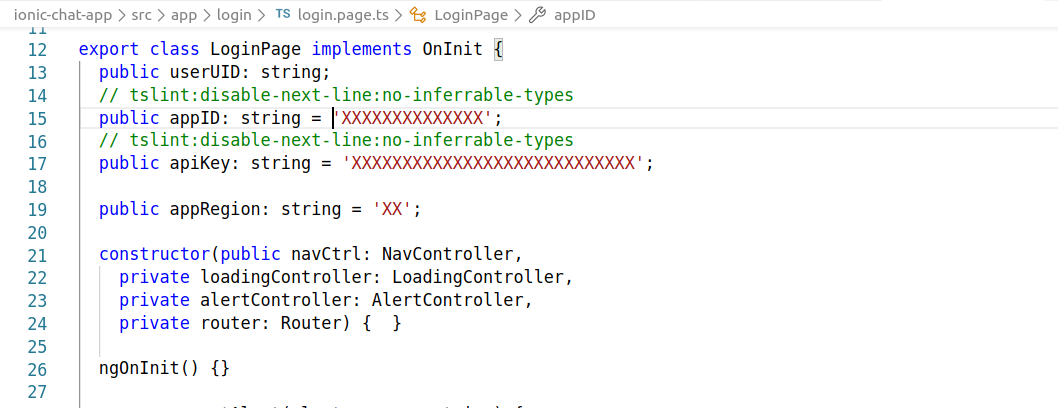 ionic-chat-app > src > app > login > TS login.page.ts > LoginPage > appID
11
12 export class LoginPage implements OnInit {
13 public userUID: string;
14 // tslint:disable-next-line:no-inferrable-types
15 public appID: string = 'XXXXXXXXXXXXXX';
16 // tslint:disable-next-line:no-inferrable-types
17 public apiKey: string = 'XXXXXXXXXXXXXXXXXXXXXXXXXXXX';
18
19 public appRegion: string = 'XX';
20
21 constructor(public navCtrl: NavController,
22 private loadingController: LoadingController,
23 private alertController: AlertController,
24 private router: Router) {  }
25
26 ngOnInit() {}
27